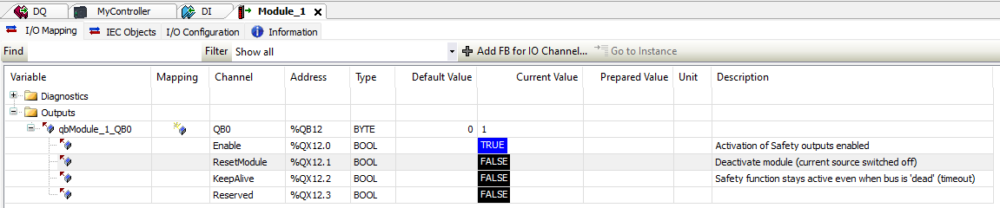 DQ MyController DI Module_1
I/O Mapping IEC Objects I/O Configuration Information
Find Filter Show all Add FB for IO Channel... Go to Instance
Variable Mapping Channel Address Type Default Value Current Value Prepared Value Unit Description
Diagnostics
Outputs
qbModule_1_QB0 QB0 %QB12 BYTE 0 1
Enable %QX12.0 BOOL TRUE Activation of Safety outputs enabled
ResetModule %QX12.1 BOOL FALSE Deactivate module (current source switched off)
KeepAlive %QX12.2 BOOL FALSE Safety function stays active even when bus is 'dead' (timeout)
Reserved %QX12.3 BOOL FALSE